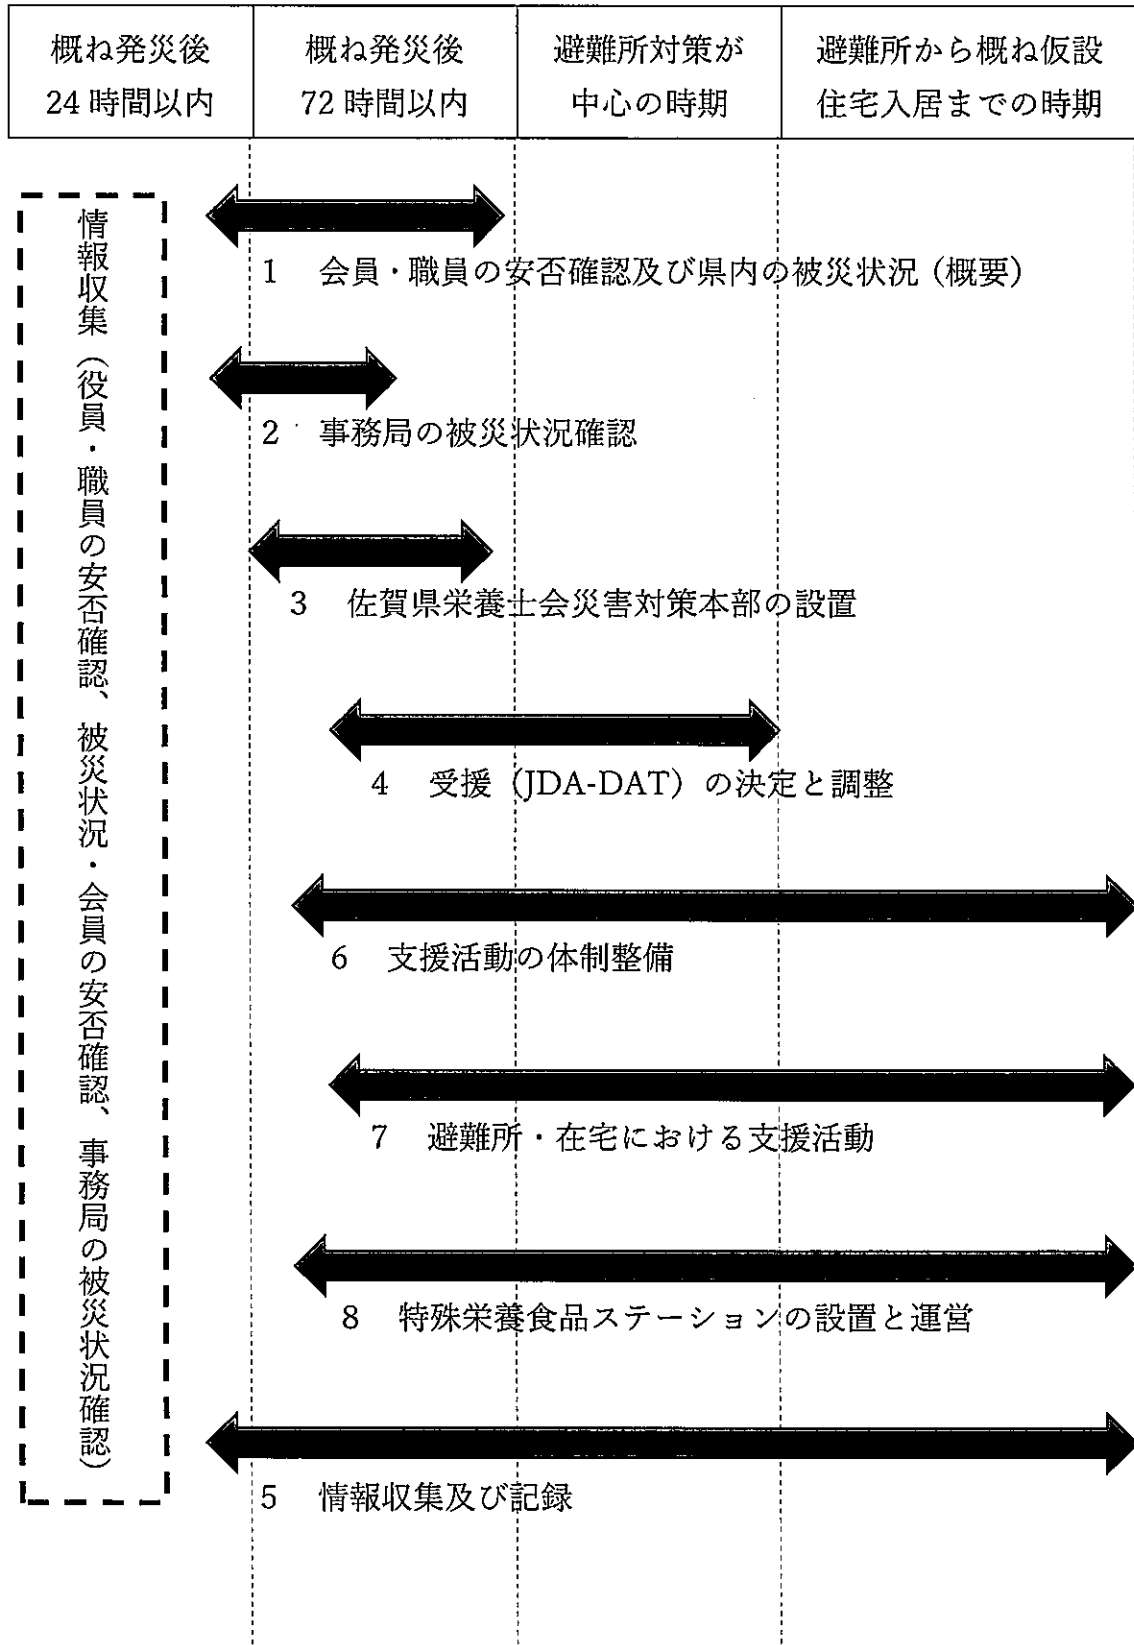 概ね発災後
24時間以内
概ね発災後
72時間以内
避難所対策が
中心の時期
避難所から概ね仮設
住宅入居までの時期
情報収集（役員・職員の安否確認、被災状況・会員の安否確認、事務局の被災状況確認）
1　会員・職員の安否確認及び県内の被災状況（概要）
2　事務局の被災状況確認
3　佐賀県栄養士会災害対策本部の設置
4　受援（JDA-DAT）の決定と調整
6　支援活動の体制整備
7　避難所・在宅における支援活動
8　特殊栄養食品ステーションの設置と運営
5　情報収集及び記録